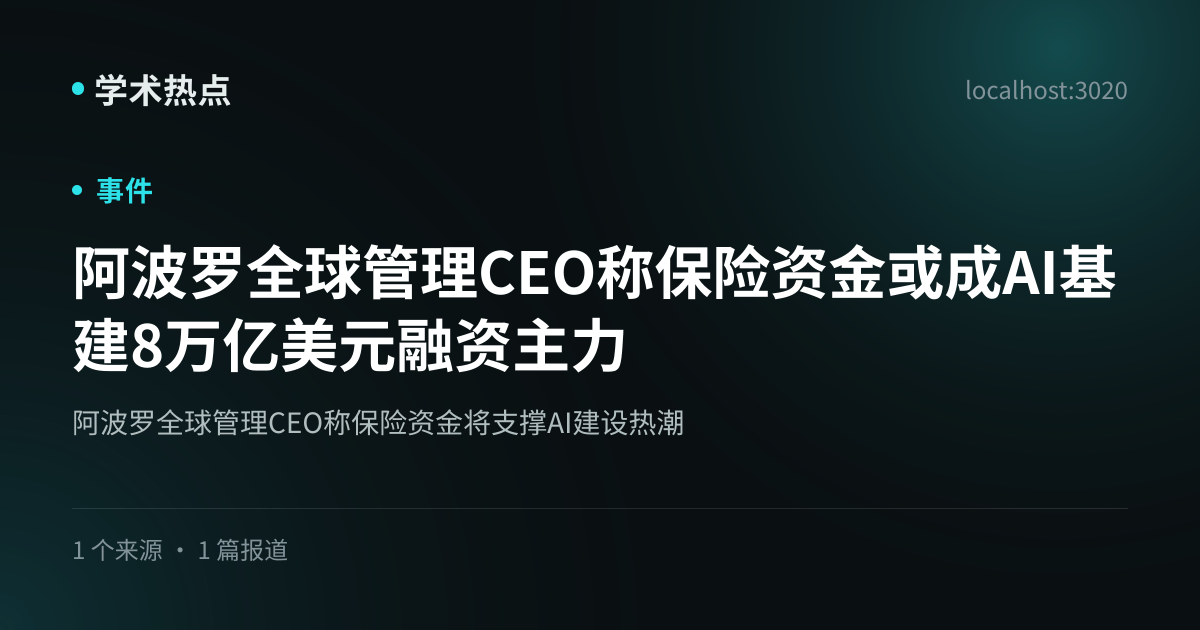 学术热点
localhost:3020
事件
阿波罗全球管理CEO称保险资金或成AI基
建8万亿美元融资主力
阿波罗全球管理CEO称保险资金将支撑AI建设热潮
1 个来源 · 1 篇报道